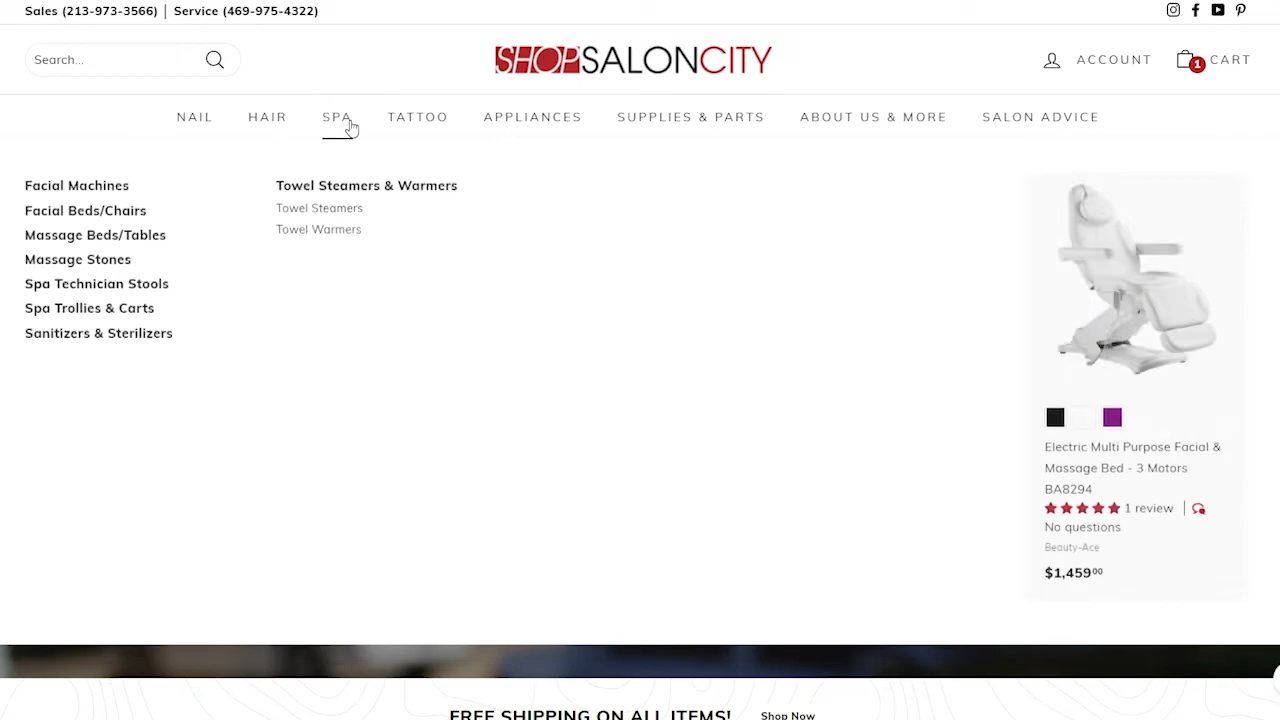 Sales (213-973-3566) | Service (469-975-4322)
Search...
SHOPSALONCITY
ACCOUNT
1 CART
NAIL HAIR SPA TATTOO APPLIANCES SUPPLIES & PARTS ABOUT US & MORE SALON ADVICE
Facial Machines
Facial Beds/Chairs
Massage Beds/Tables
Massage Stones
Spa Technician Stools
Spa Trollies & Carts
Sanitizers & Sterilizers
Towel Steamers & Warmers
Towel Steamers
Towel Warmers
Electric Multi Purpose Facial &
Massage Bed - 3 Motors
BA8294
1 review |
No questions
Beauty-Ace
$1,459.00
FREE SHIPPING ON ALL ITEMS! Shop Now